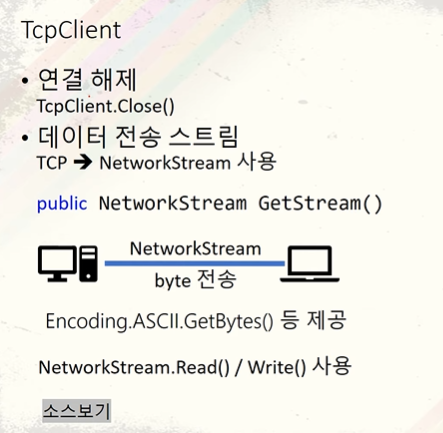 TcpClient
• 연결 해제
TcpClient.Close()
• 데이터 전송 스트림
TCP ➔ NetworkStream 사용
public NetworkStream GetStream()
NetworkStream
byte 전송
Encoding.ASCII.GetBytes() 등 제공
NetworkStream.Read() / Write() 사용
소스보기